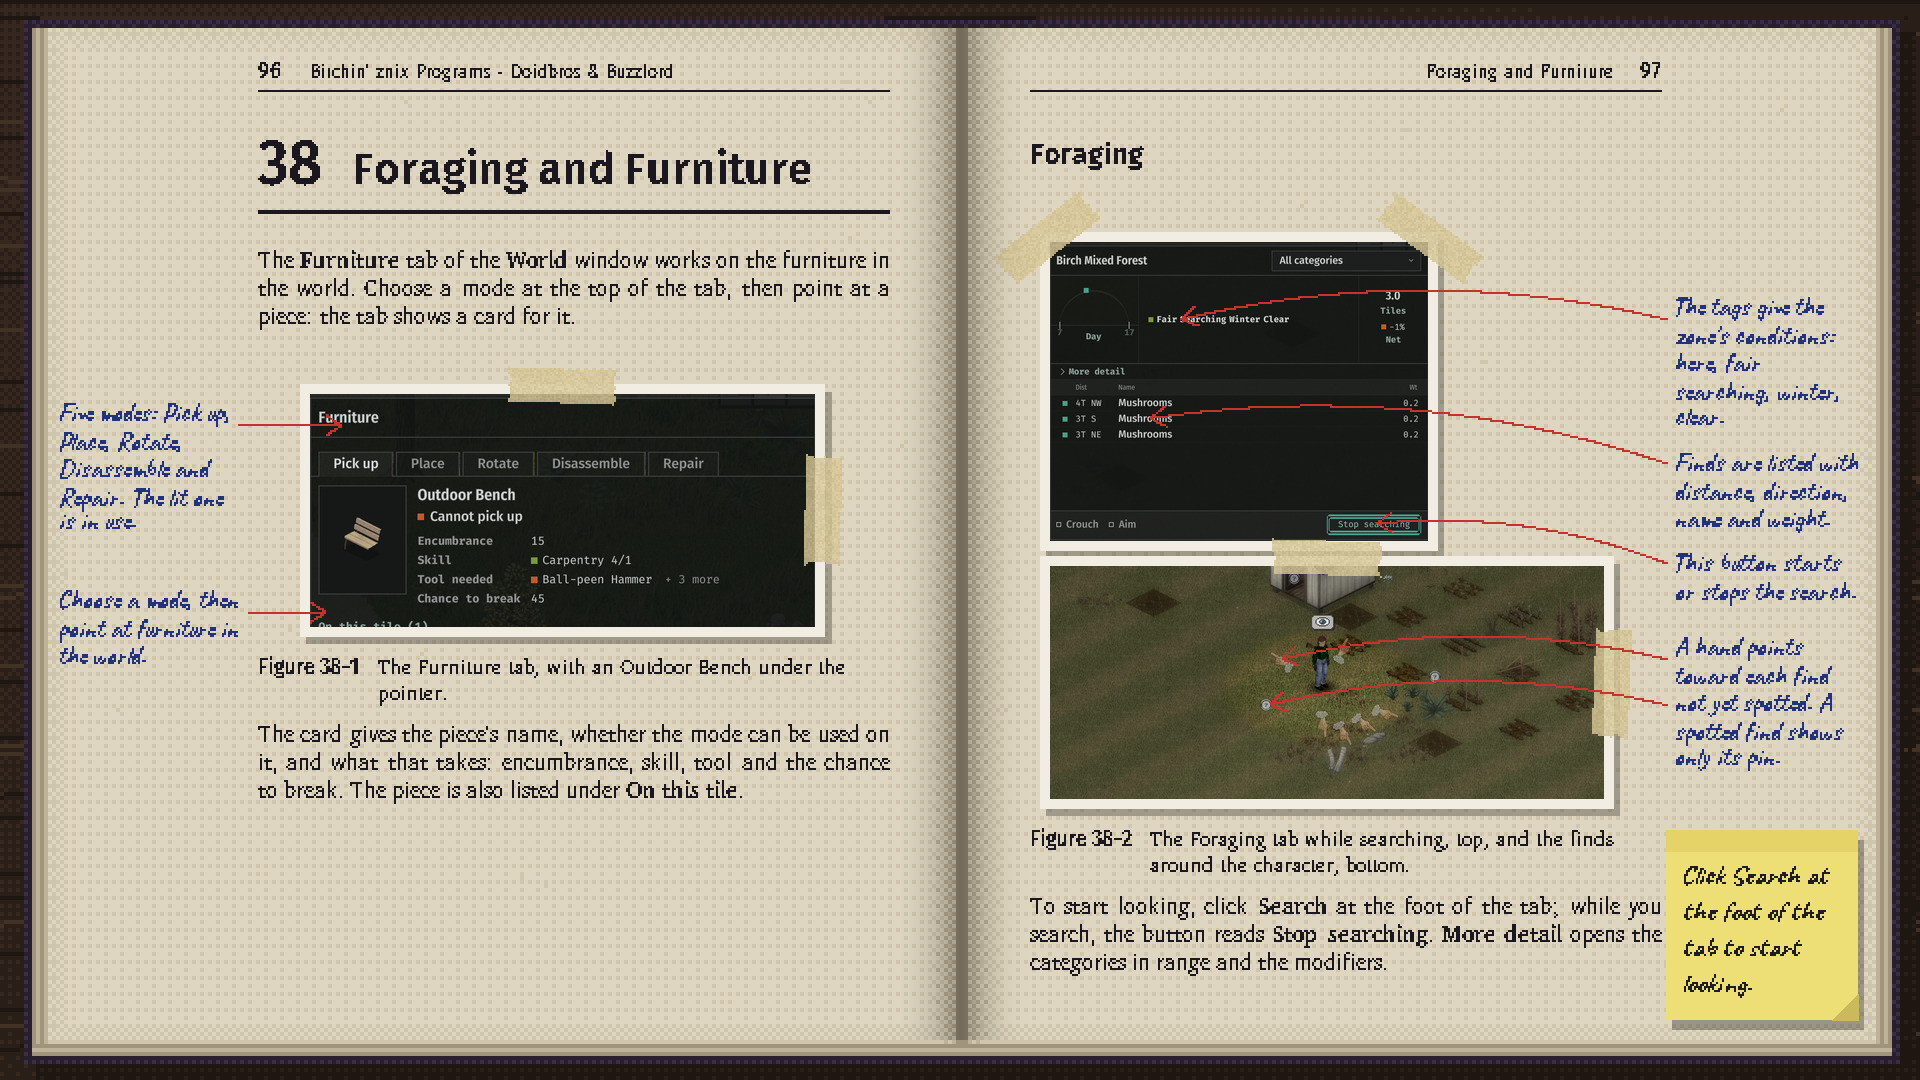 96 Birchin' znix Programs - Doidbros & Buzzlord
38 Foraging and Furniture
The Furniture tab of the World window works on the furniture in
the world. Choose a mode at the top of the tab, then point at a
piece: the tab shows a card for it.
Five modes: Pick up,
Place, Rotate,
Disassemble and
Repair. The lit one
is in use.
Choose a mode, then
point at furniture in
the world.
Furniture
Pick up Place Rotate Disassemble Repair
Outdoor Bench
Cannot pick up
Encumbrance 15
Skill Carpentry 4/1
Tool needed Ball-peen Hammer + 3 more
Chance to break 45
On this tile (1)
Figure 38-1 The Furniture tab, with an Outdoor Bench under the
pointer.
The card gives the piece's name, whether the mode can be used on
it, and what that takes: encumbrance, skill, tool and the chance
to break. The piece is also listed under On this tile.
Foraging and Furniture 97
Foraging
Birch Mixed Forest All categories
7 17
Day
Fair Searching Winter Clear
3.0
Tiles
-1%
Net
> More detail
Dist Name Wt
4T NW Mushrooms 0.2
3T S Mushrooms 0.2
3T NE Mushrooms 0.2
Crouch Aim Stop searching
The tags give the
zone's conditions:
here, fair
searching, winter,
clear.
Finds are listed with
distance, direction,
name and weight.
This button starts
or stops the search.
A hand points
toward each find
not yet spotted. A
spotted find shows
only its pin.
Figure 38-2 The Foraging tab while searching, top, and the finds
around the character, bottom.
To start looking, click Search at the foot of the tab; while you
search, the button reads Stop searching. More detail opens the
categories in range and the modifiers.
Click Search at
the foot of the
tab to start
looking.